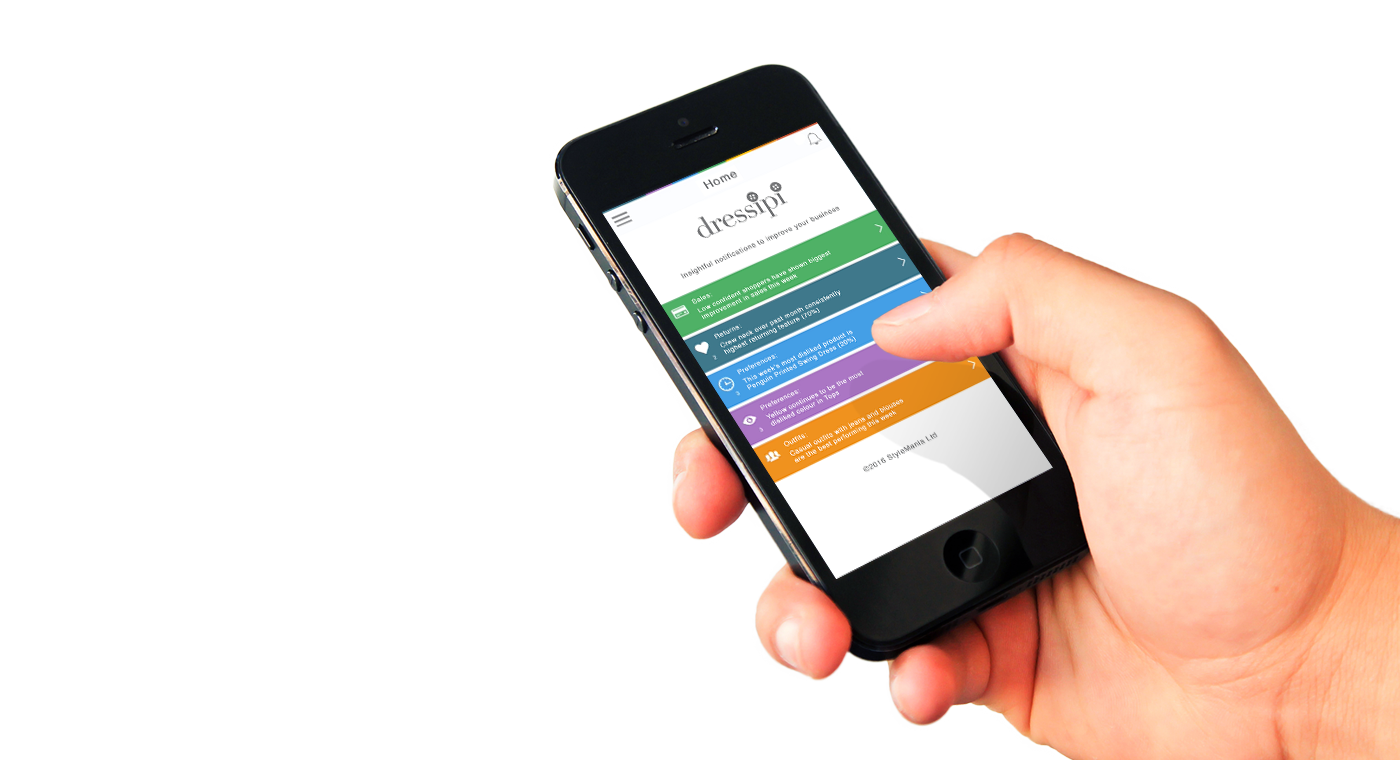 Home
dressipi
Insightful notifications to improve your business
Sales:
Low confident shoppers have shown biggest
improvement in sales this week
Returns:
Crew neck over past month consistently
highest returning feature (70%)
3
Preferences:
This week's most disliked product is
Penguin Printed Swing Dress (20%)
5
Preferences:
Yellow continues to be the most
disliked colour in Tops
Outfits
Casual outfits with jeans and blouses
are the best performing this week
©2016 StyleMania Ltd